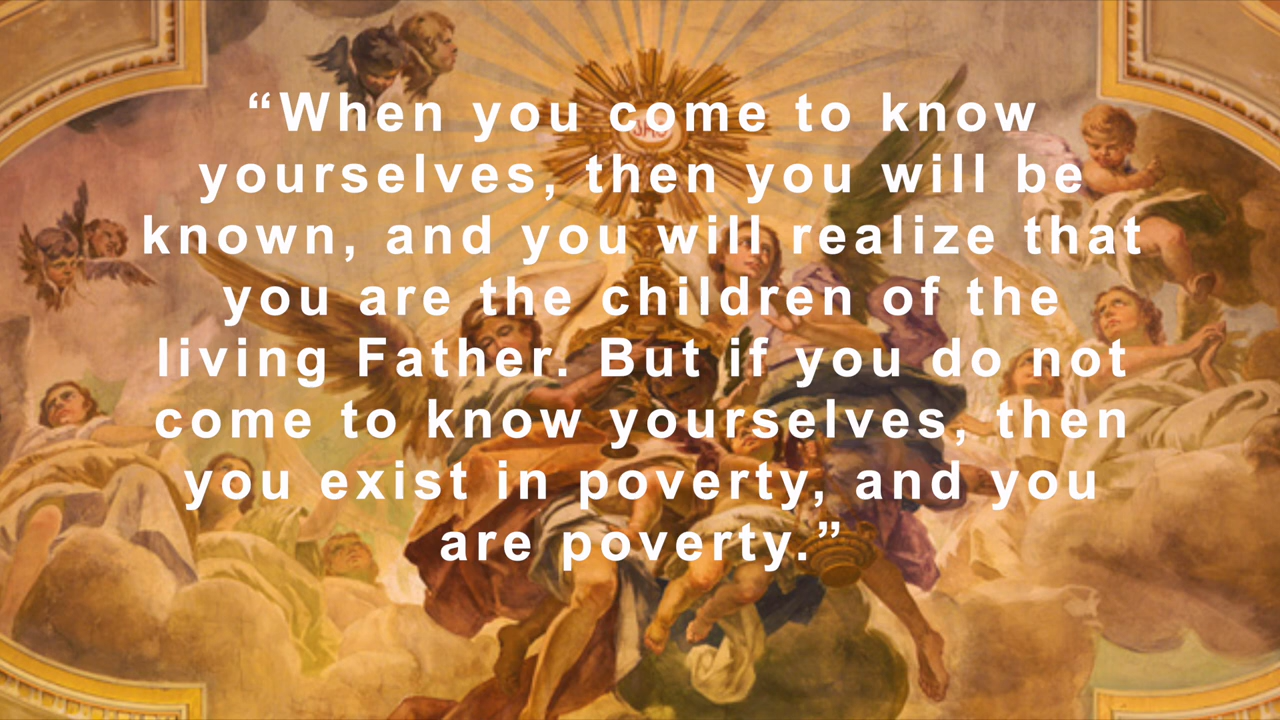 “When you come to know
yourselves, then you will be
known, and you will realize that
you are the children of the
living Father. But if you do not
come to know yourselves, then
you exist in poverty, and you
are poverty.”